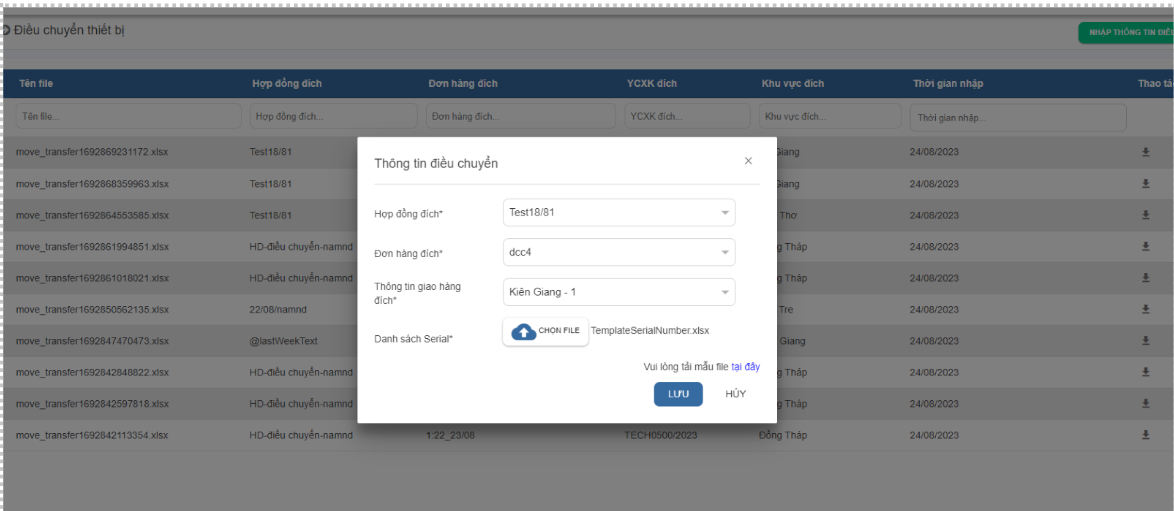 Điều chuyển thiết bị
NHẬP THÔNG TIN ĐIỀ
Tên file Hợp đồng đích Đơn hàng đích YCXK đích Khu vực đích Thời gian nhập Thao tá
Tên file... Hợp đồng đích... Đơn hàng đích... YCXK đích... Khu vực đích... Thời gian nhập...
move_transfer1692869231172.xlsx Test18/81 Giang 24/08/2023
move_transfer1692868359963.xlsx Test18/81 Giang 24/08/2023
move_transfer1692864553585.xlsx Test18/81 Thơ 24/08/2023
move_transfer1692861994851.xlsx HD-điều chuyển-namnd g Tháp 24/08/2023
move_transfer1692861018021.xlsx HD-điều chuyển-namnd g Tháp 24/08/2023
move_transfer1692850562135.xlsx 22/08/namnd Tre 24/08/2023
move_transfer1692847470473.xlsx @lastWeekText Giang 24/08/2023
move_transfer1692842848822.xlsx HD-điều chuyển-namnd g Tháp 24/08/2023
move_transfer1692842597818.xlsx HD-điều chuyển-namnd g Tháp 24/08/2023
move_transfer1692842113354.xlsx HD-điều chuyển-namnd 1:22_23/08 TECH0500/2023 Đồng Tháp 24/08/2023
Thông tin điều chuyển ×
Hợp đồng đích* Test18/81
Đơn hàng đích* dcc4
Thông tin giao hàng
đích* Kiên Giang - 1
Danh sách Serial* CHỌN FILE TemplateSerialNumber.xlsx
Vui lòng tải mẫu file tại đây
LƯU HỦY